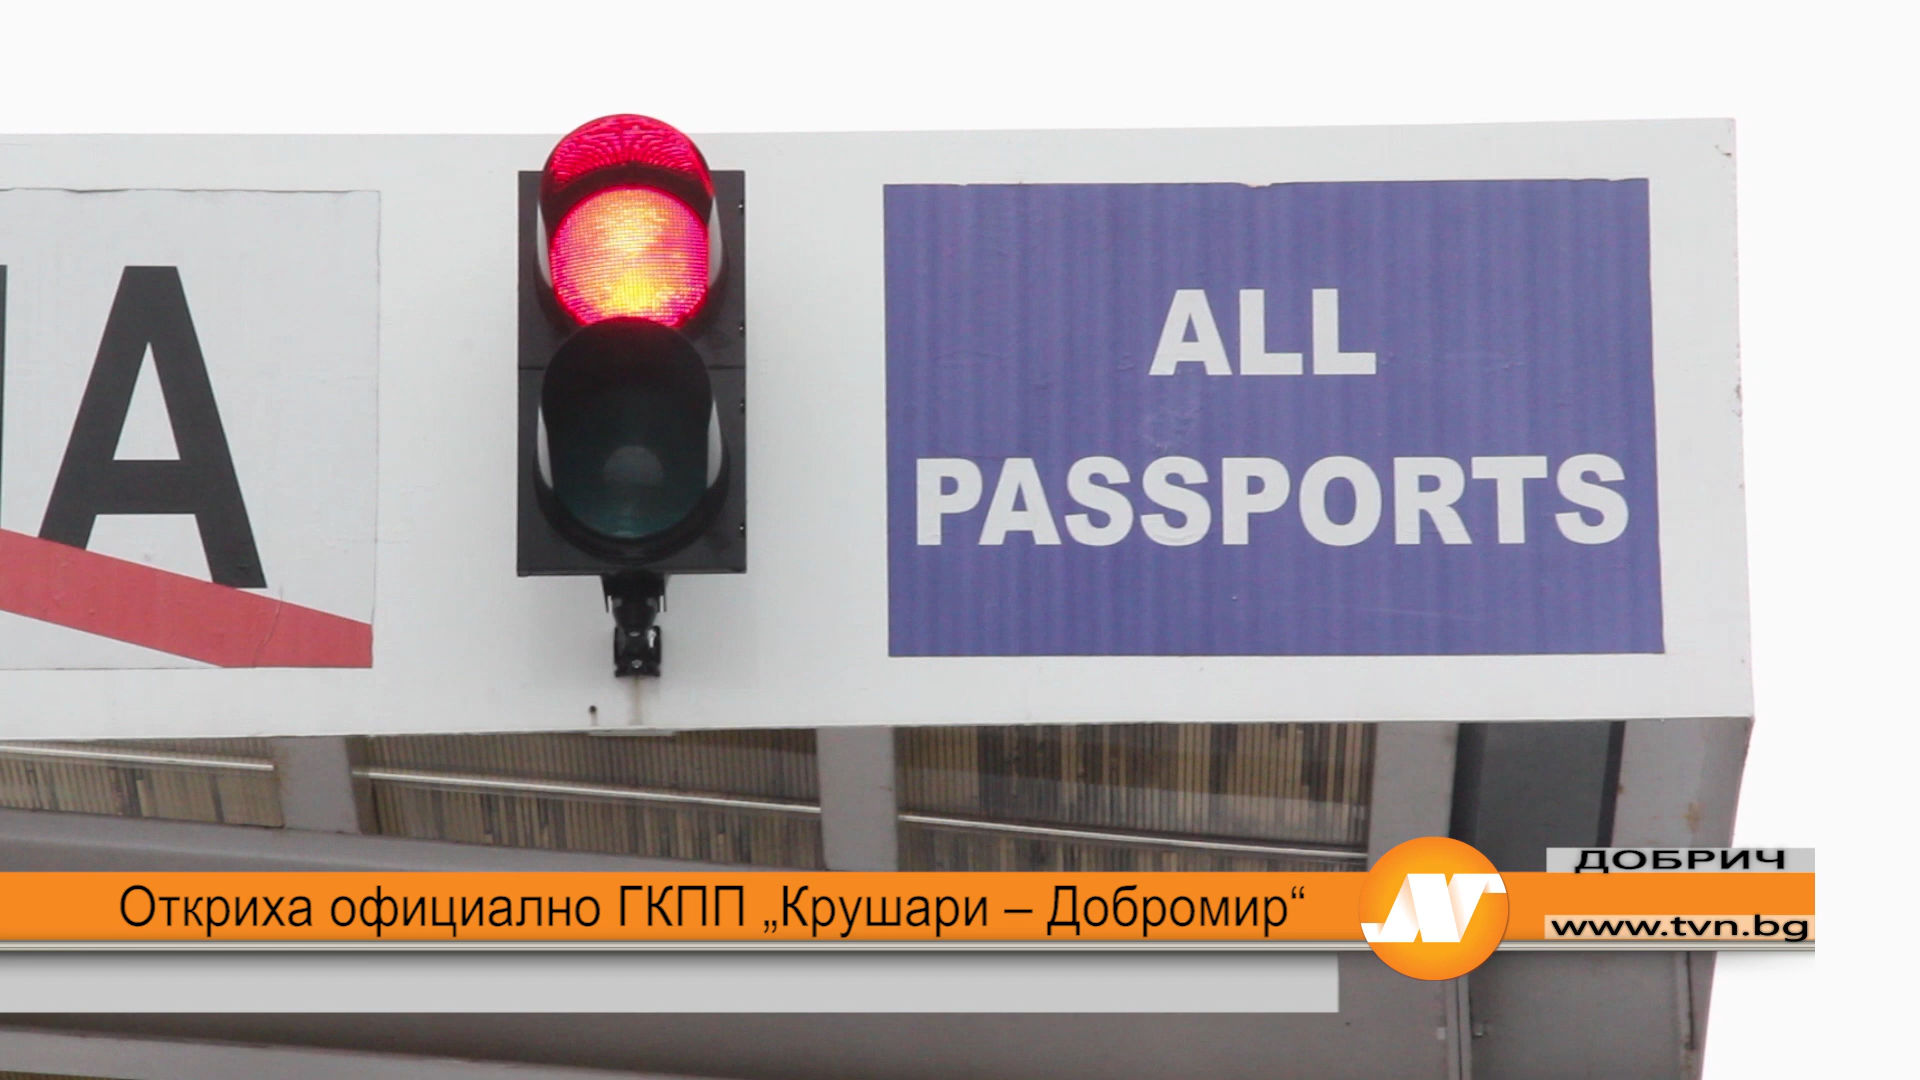 А
ALL
PASSPORTS
ДОБРИЧ
Откриха официално ГКПП „Крушари – Добромир“
www.tvn.bg